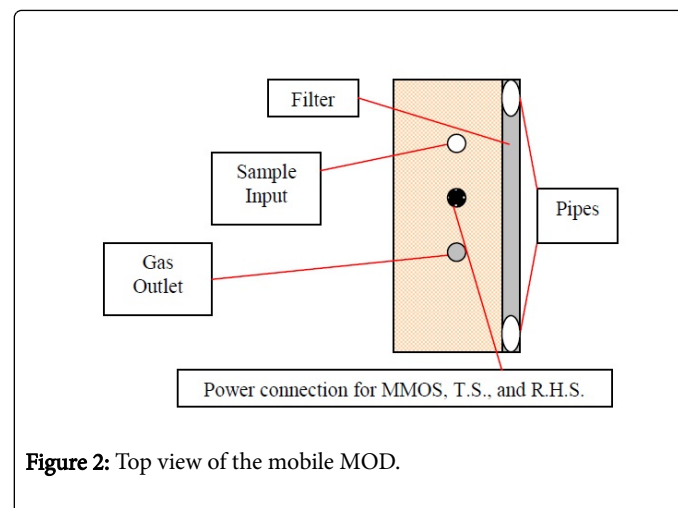 Filter
Sample
Input
Gas
Outlet
Pipes
Power connection for MMOS, T.S., and R.H.S.
Figure 2: Top view of the mobile MOD.